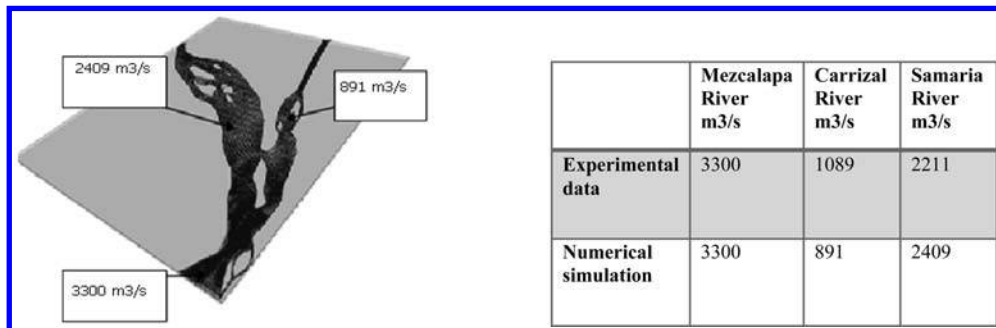 2409 m3/s
891 m3/s
3300 m3/s
Mezcalapa River m3/s Carrizal River m3/s Samaria River m3/s
Experimental data 3300 1089 2211
Numerical simulation 3300 891 2409